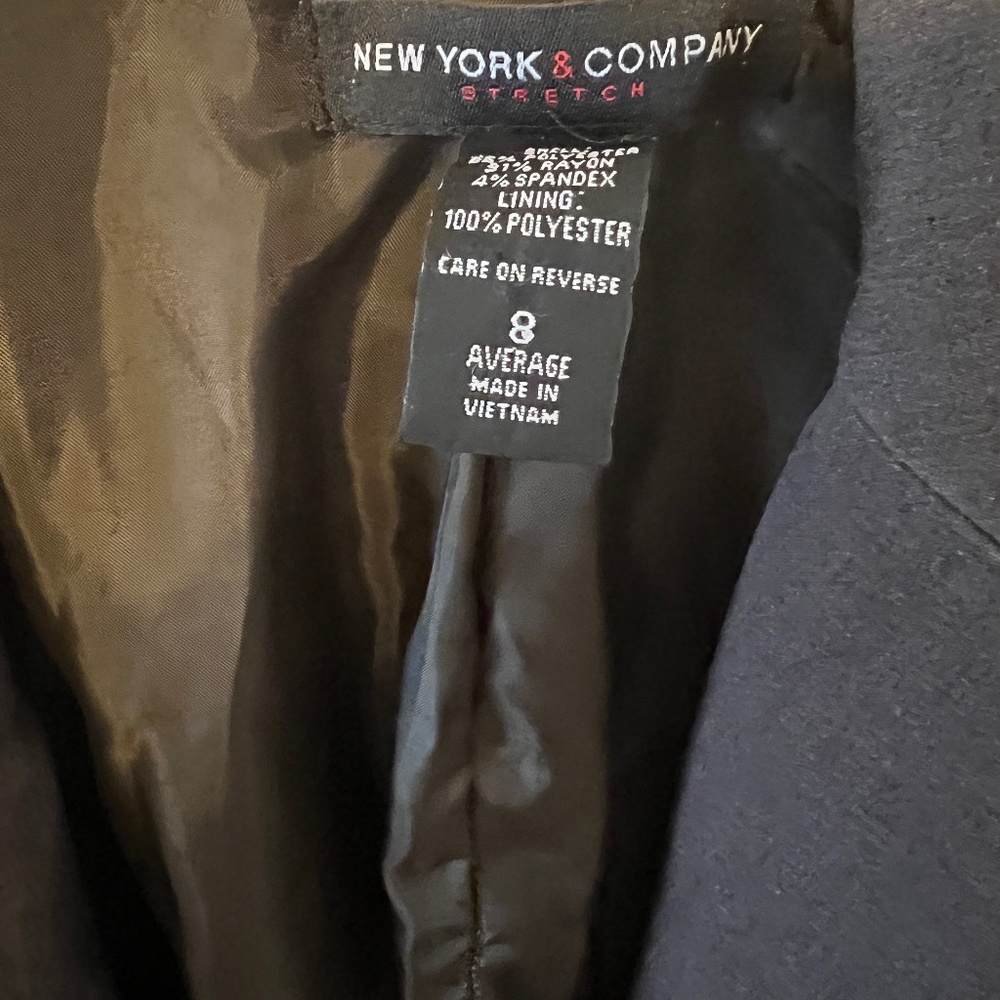 NEW YORK & COMPANY
STRETCH
POLYESTER
31% RAYON
4% SPANDEX
LINING:
100% POLYESTER
CARE ON REVERSE
8
AVERAGE
MADE IN
VIETNAM